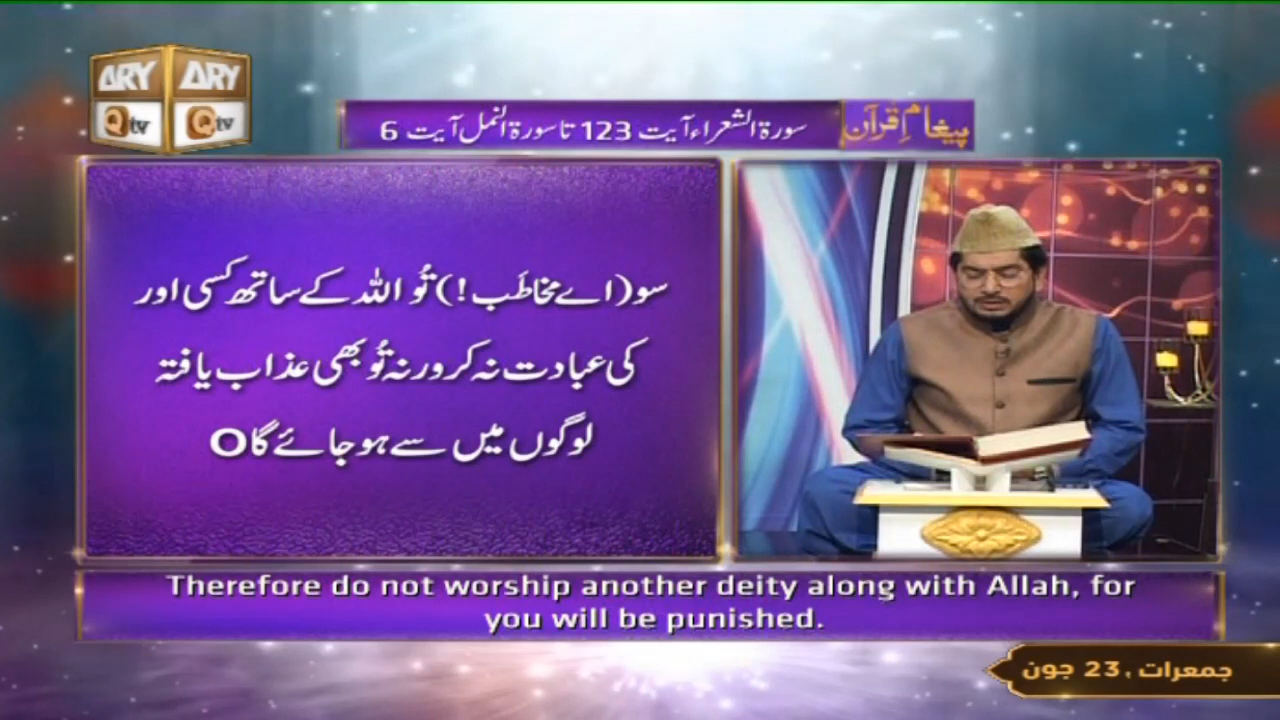 ARY ARY
Qtv Qtv
پیغامِ قرآن
سورۃ الشعراء آیت 123 تا سورۃ النمل آیت 6
سو (اے مخاطَب!) تُو اللہ کے ساتھ کسی اور
کی عبادت نہ کر ورنہ تُو بھی عذاب یافتہ
لوگوں میں سے ہو جائے گا O
Therefore do not worship another deity along with Allah, for
you will be punished.
جمعرات، 23 جون